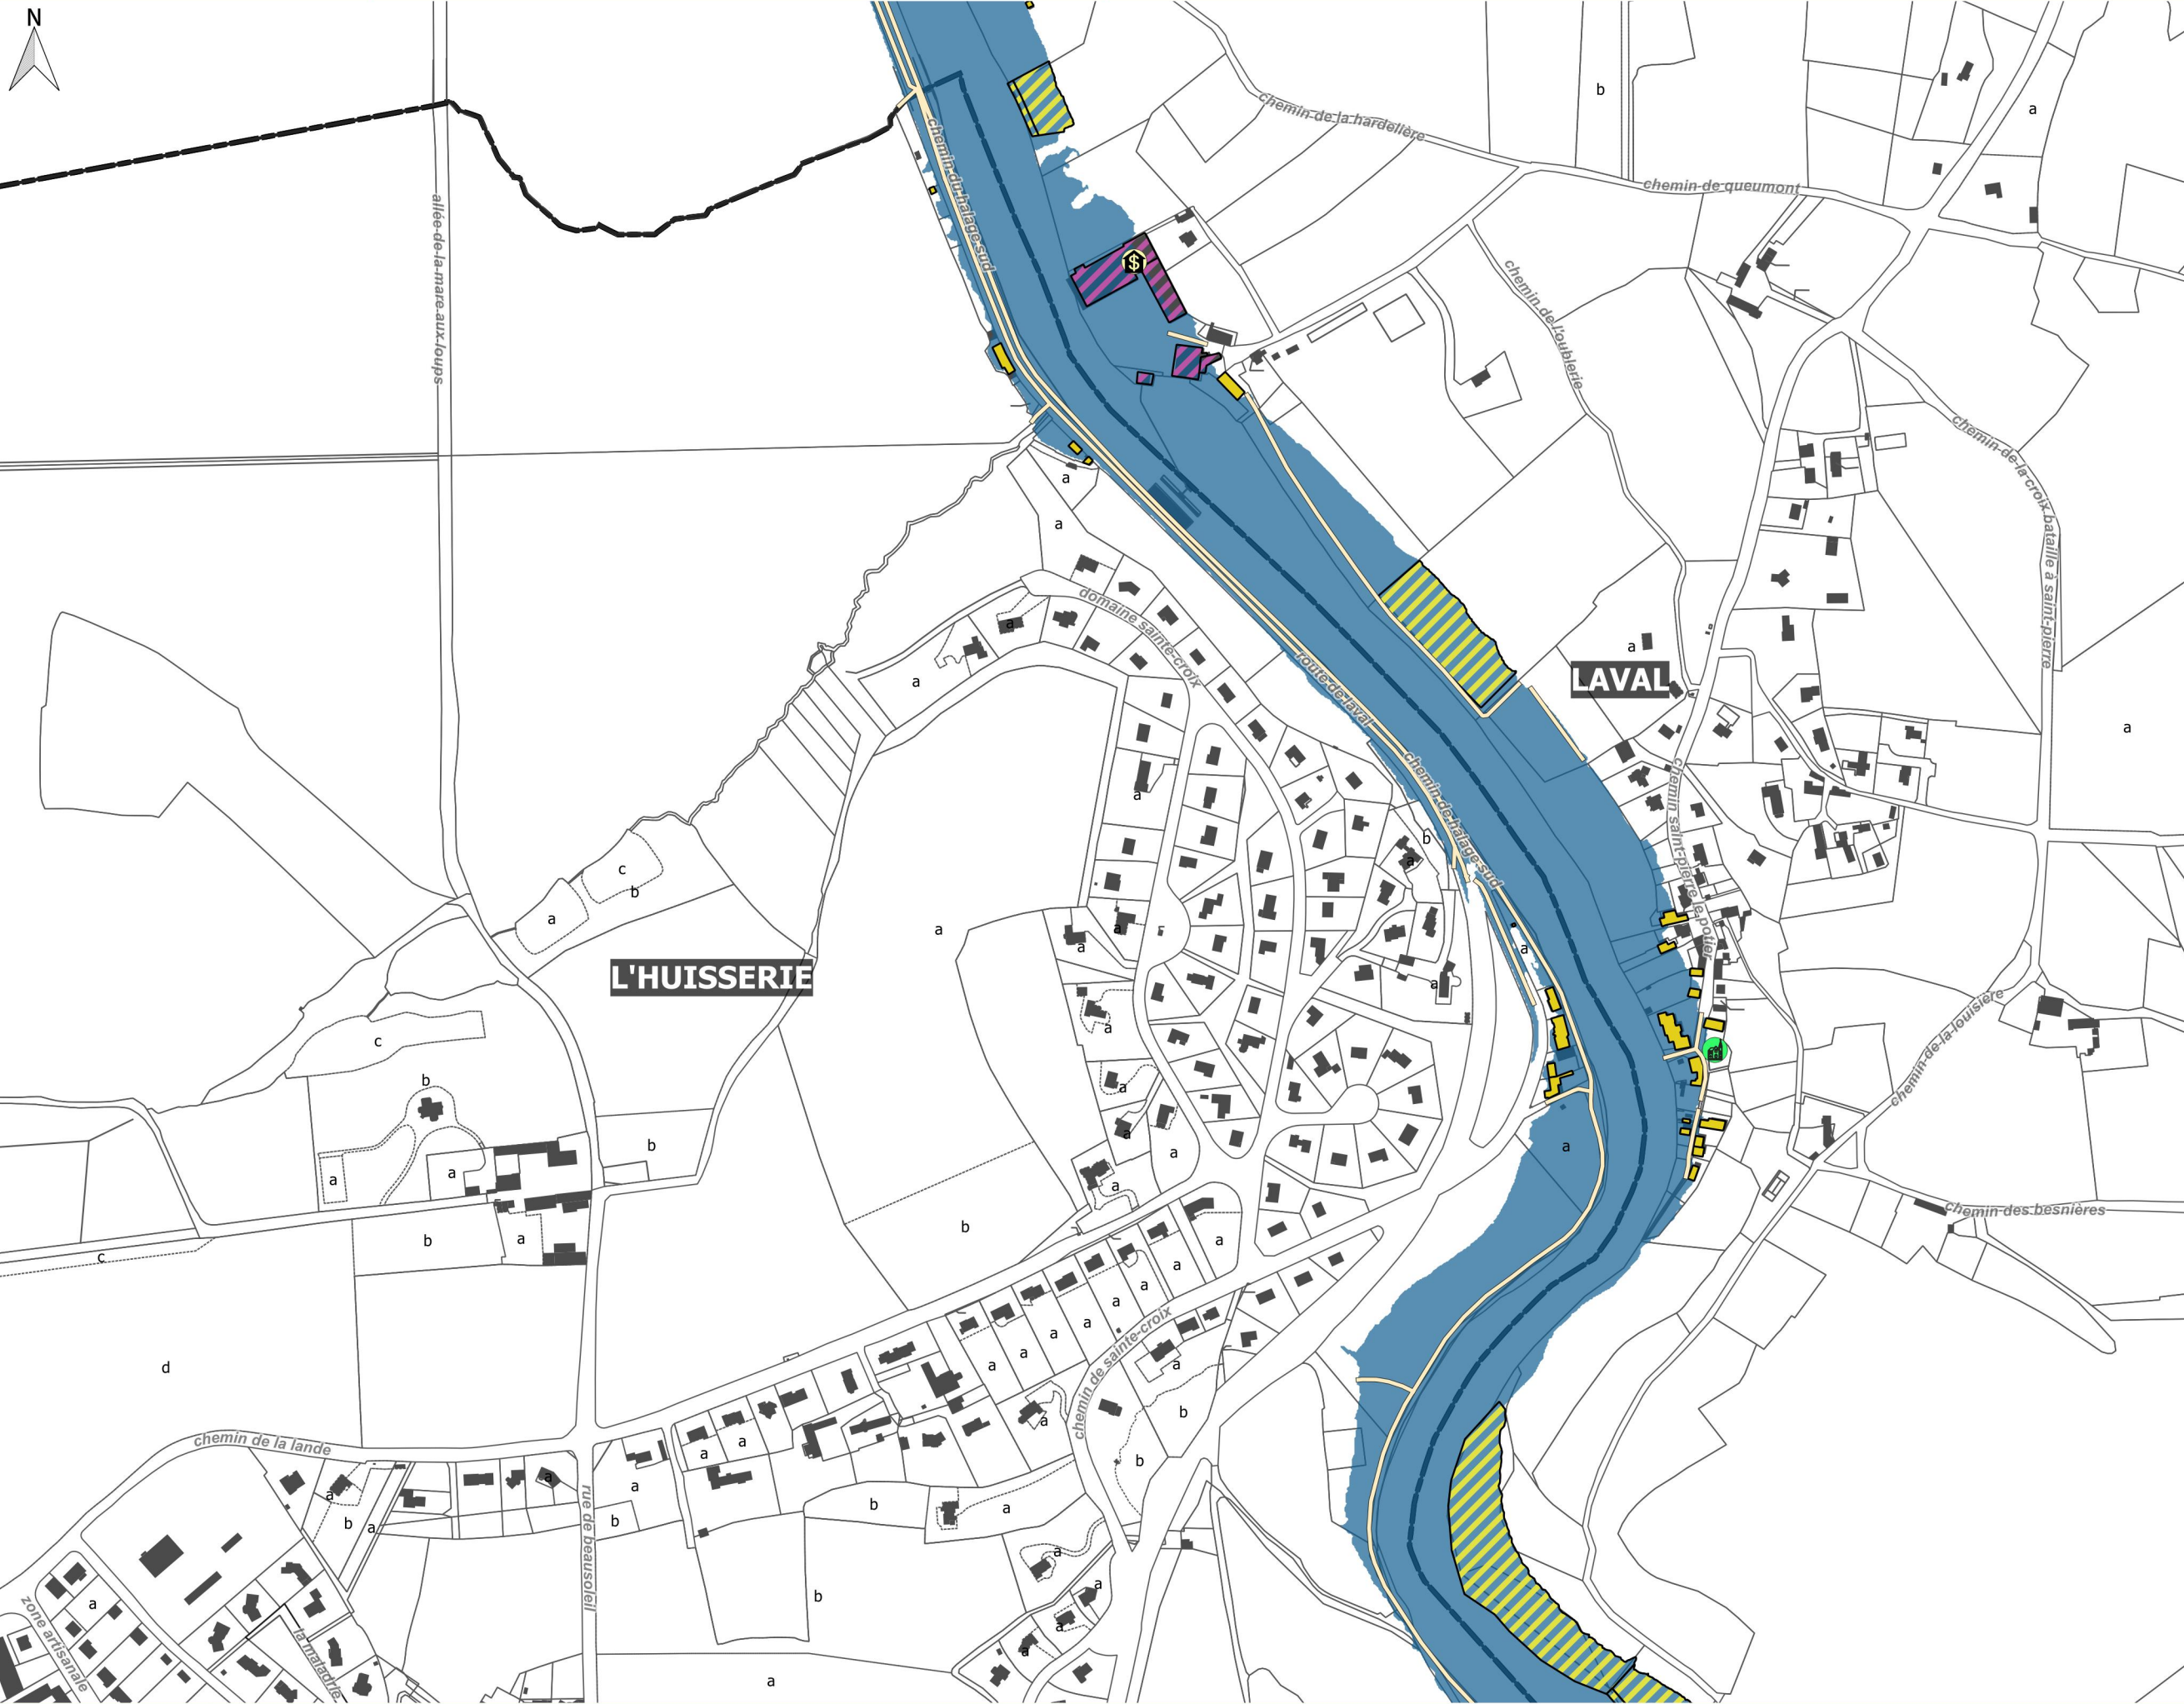 N
b
a
chemin de la hardelière
chemin du halage sud
chemin de queumont
allée de la mare aux loups
$
chemin de l'oublerie
chemin de la croix bataille à saint-pierre
a
a
domaine sainte-croix
a
a
route de laval
LAVAL
a
a
chemin de halage sud
chemin saint-pierre le potier
a
b
a
c
b
a
a
a
a
a
a
L'HUISSERIE
a
chemin de la louisière
a
c
b
a
a
b
a
a
a
a
a
b
a
b
a
a
chemin des besnières
c
d
a
a
a
a
a
a
a
chemin de sainte-croix
a
b
a
a
a
b
chemin de la lande
a
a
b
a
rue de beausoleil
a
b
b
a
a
a
a
a
b
a
zone artisanale
la maladrie
a